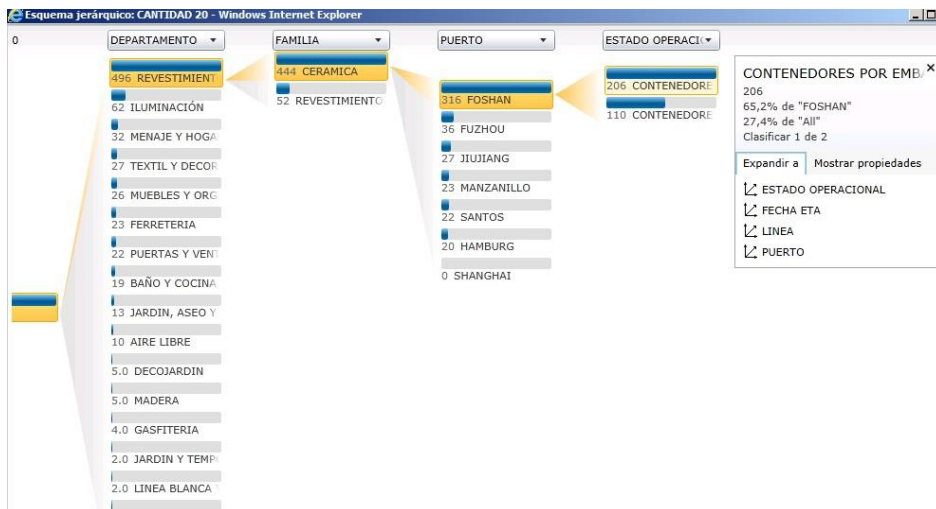 Esquema jerárquico: CANTIDAD 20 - Windows Internet Explorer
0
DEPARTAMENTO
FAMILIA
PUERTO
ESTADO OPERACI
496 REVESTIMIENT
62 ILUMINACIÓN
32 MENAJE Y HOGA
27 TEXTIL Y DECOR
26 MUEBLES Y ORG
23 FERRETERIA
22 PUERTAS Y VENT
19 BAÑO Y COCINA
13 JARDIN, ASEO Y
10 AIRE LIBRE
5.0 DECOJARDIN
5.0 MADERA
4.0 GASFITERIA
2.0 JARDIN Y TEMP
2.0 LINEA BLANCA
444 CERAMICA
52 REVESTIMIENTO
316 FOSHAN
36 FUZHOU
27 JIUJIANG
23 MANZANILLO
22 SANTOS
20 HAMBURG
0 SHANGHAI
206 CONTENEDORE
110 CONTENEDORE
CONTENEDORES POR EMBA
206
65,2% de "FOSHAN"
27,4% de "All"
Clasificar 1 de 2
Expandir a Mostrar propiedades
ESTADO OPERACIONAL
FECHA ETA
LINEA
PUERTO